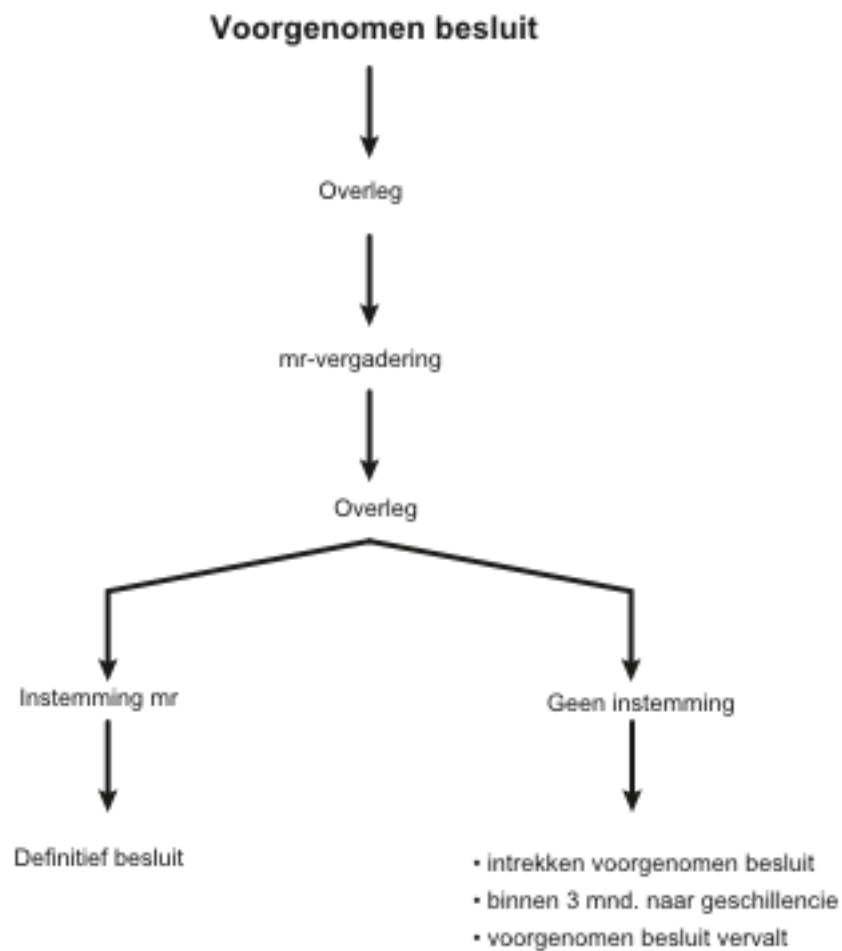 Voorgenomen besluit
Overleg
mr-vergadering
Overleg
Instemming mr
Geen instemming
Definitief besluit
• intrekken voorgenomen besluit
• binnen 3 mnd. naar geschillencie
• voorgenomen besluit vervalt